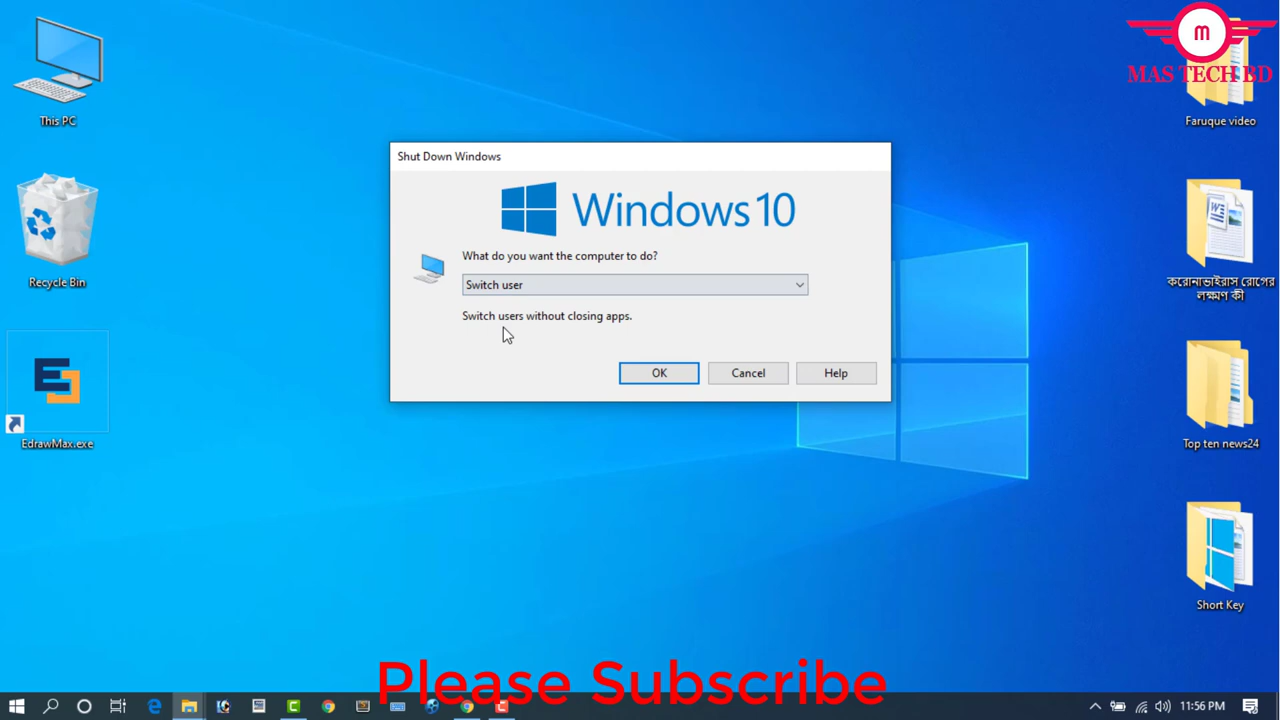 This PC
Recycle Bin
EdrawMax.exe
Shut Down Windows
Windows 10
What do you want the computer to do?
Switch user
Switch users without closing apps.
OK
Cancel
Help
M
MAS TECH BD
Faruque video
করোনাভাইরাস রোগের
লক্ষণ কী
Top ten news24
Short Key
Please Subscribe
11:56 PM